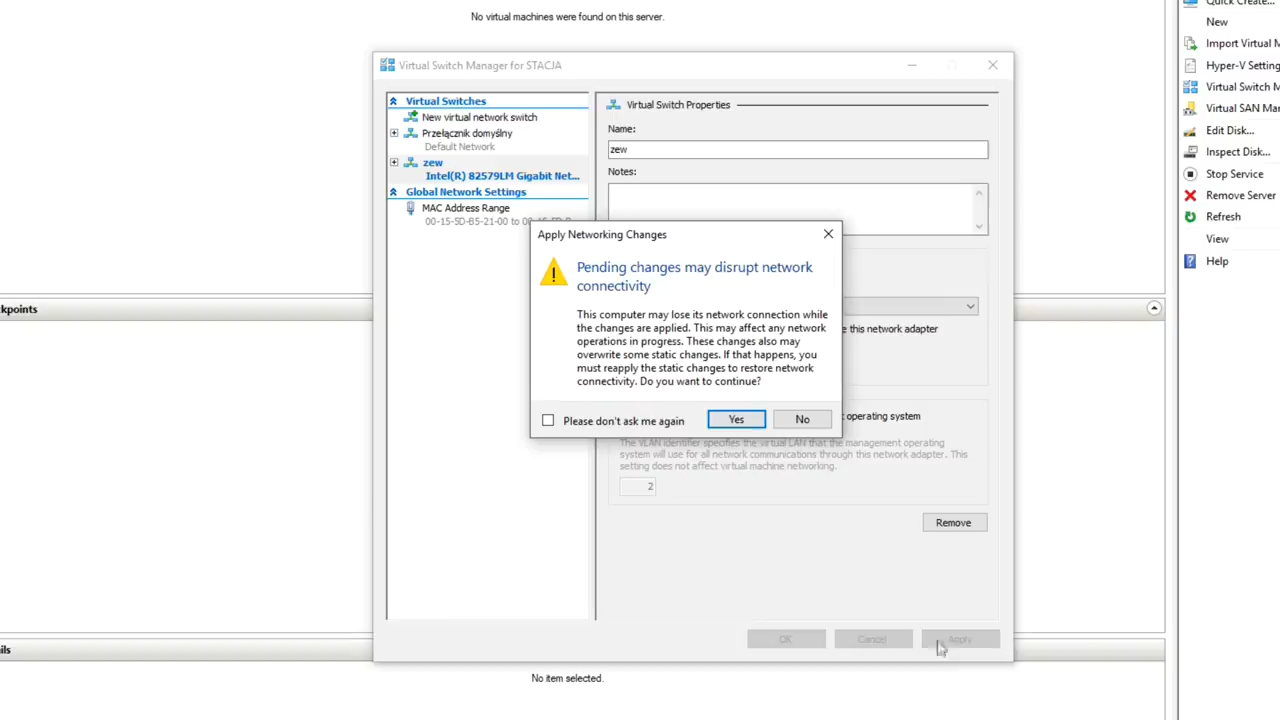 No virtual machines were found on this server.
Quick Create...
New
Import Virtual M
Hyper-V Setting
Virtual Switch M
Virtual SAN Mar
Edit Disk...
Inspect Disk...
Stop Service
Remove Server
Refresh
View
Help
Virtual Switch Manager for STACJA
Virtual Switches
New virtual network switch
Przełącznik domyślny
Default Network
zew
Intel(R) 82579LM Gigabit Net...
Global Network Settings
MAC Address Range
00-15-5D-B5-21-00 to
Virtual Switch Properties
Name:
zew
Notes:
Apply Networking Changes
Pending changes may disrupt network
connectivity
This computer may lose its network connection while
the changes are applied. This may affect any network
operations in progress. These changes also may
overwrite some static changes. If that happens, you
must reapply the static changes to restore network
connectivity. Do you want to continue?
Please don't ask me again
Yes
No
this network adapter
operating system
The VLAN identifier specifies the virtual LAN that the management operating
system will use for all network communications through this network adapter. This
setting does not affect virtual machine networking.
2
Remove
OK
Cancel
Apply
kpoints
ils
No item selected.